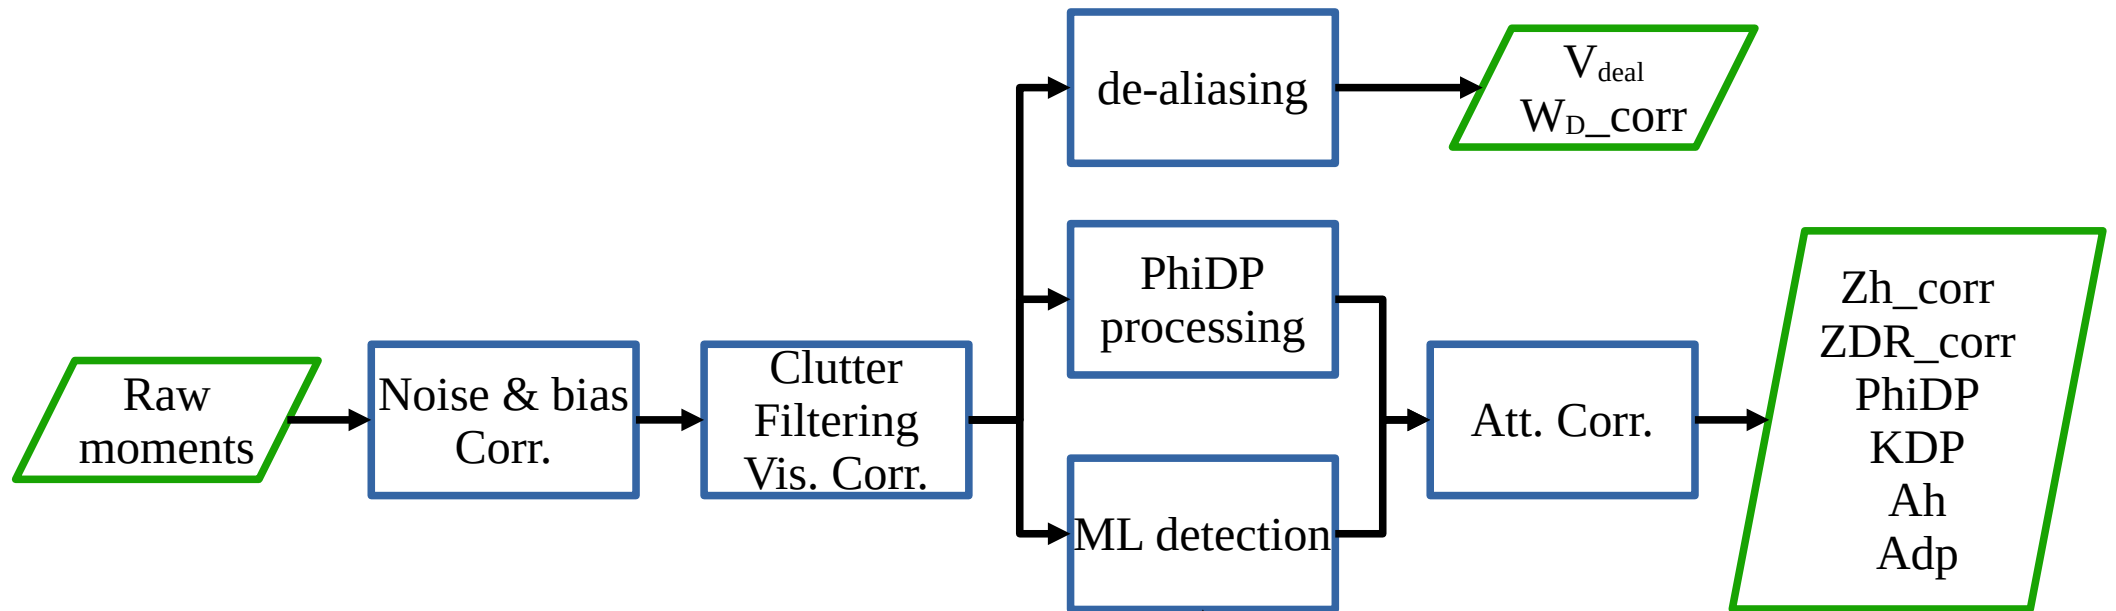 Raw
moments
Noise & bias
Corr.
Clutter
Filtering
Vis. Corr.
de-aliasing
Vdeal
WD_corr
PhiDP
processing
ML detection
Att. Corr.
Zh_corr
ZDR_corr
PhiDP
KDP
Ah
Adp